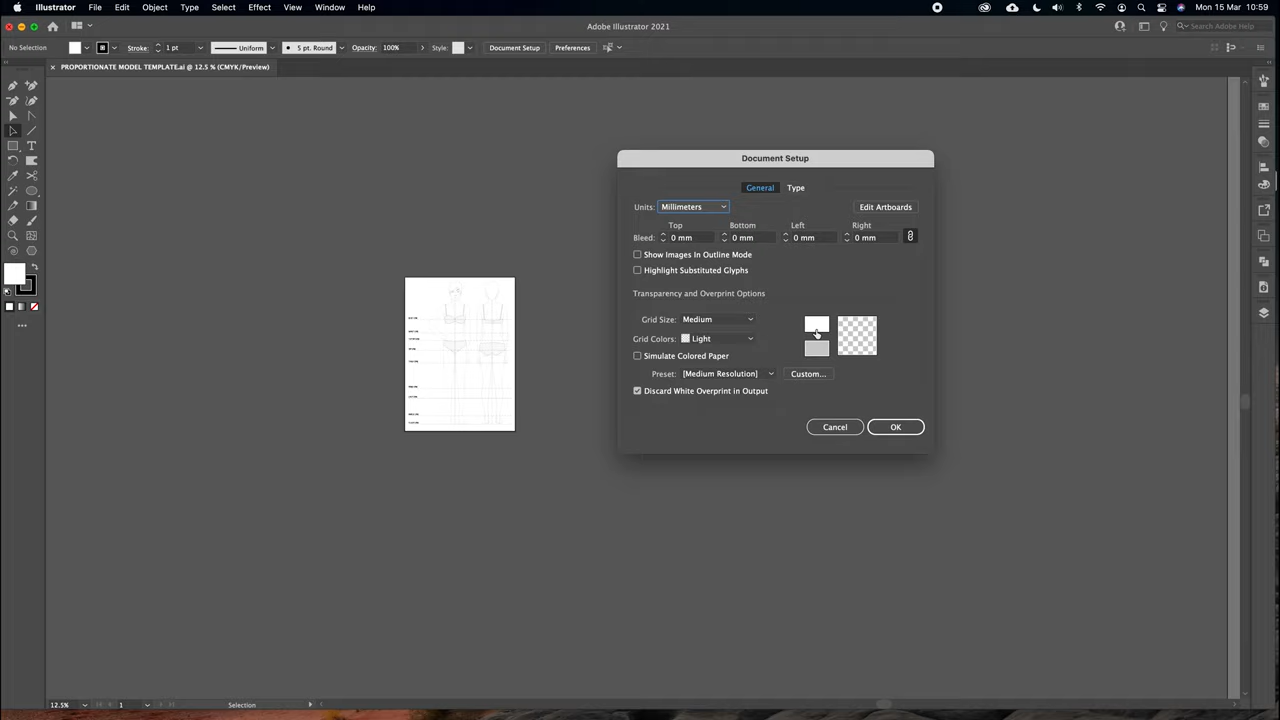 Illustrator File Edit Object Type Select Effect View Window Help Mon 15 Mar 10:59
Adobe Illustrator 2021 Search Adobe Help
No Selection Stroke: 1 pt Uniform 5 pt. Round Opacity: 100% Style: Document Setup Preferences
PROPORTIONATE MODEL TEMPLATE.ai @ 12.5 % (CMYK/Preview)
Document Setup
General Type
Units: Millimeters Edit Artboards
Top Bottom Left Right
Bleed: 0 mm 0 mm 0 mm 0 mm
Show Images In Outline Mode
Highlight Substituted Glyphs
Transparency and Overprint Options
Grid Size: Medium
Grid Colors: Light
Simulate Colored Paper
Preset: [Medium Resolution] Custom...
Discard White Overprint in Output
Cancel OK
12.5% 1 Selection